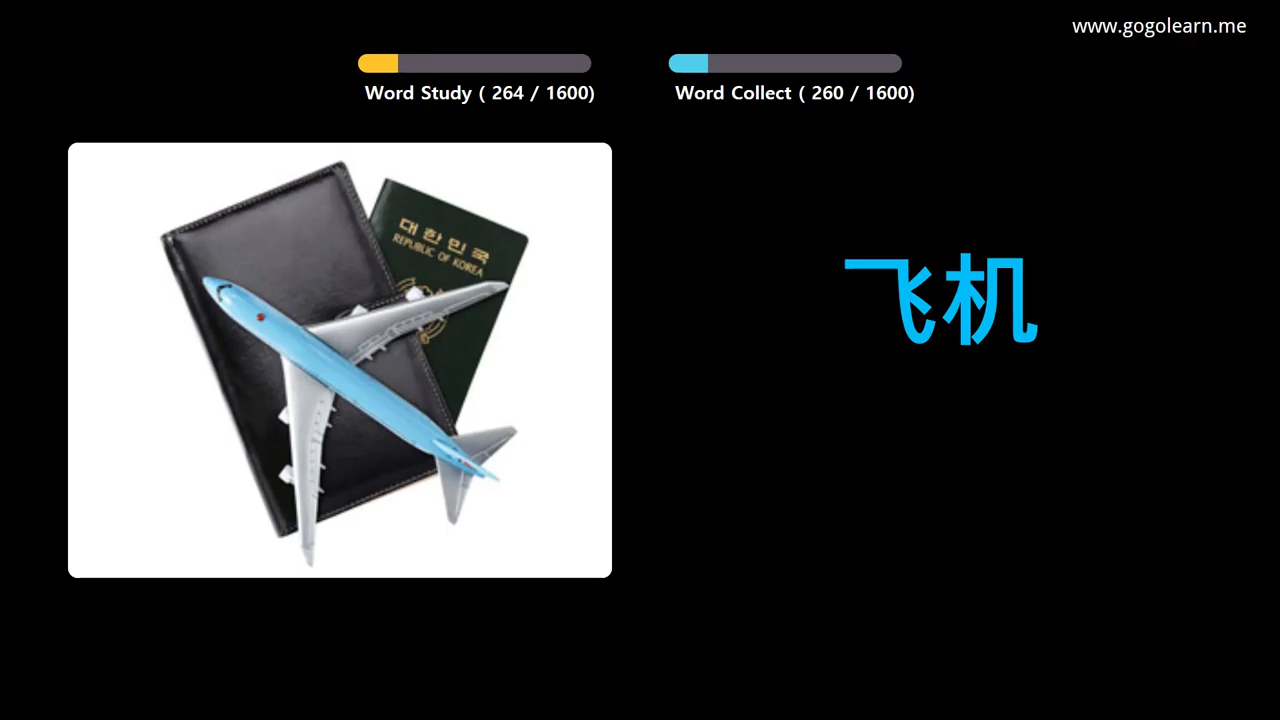 www.gogolearn.me
Word Study ( 264 / 1600)
Word Collect ( 260 / 1600)
대한민국
REPUBLIC OF KOREA
飞机